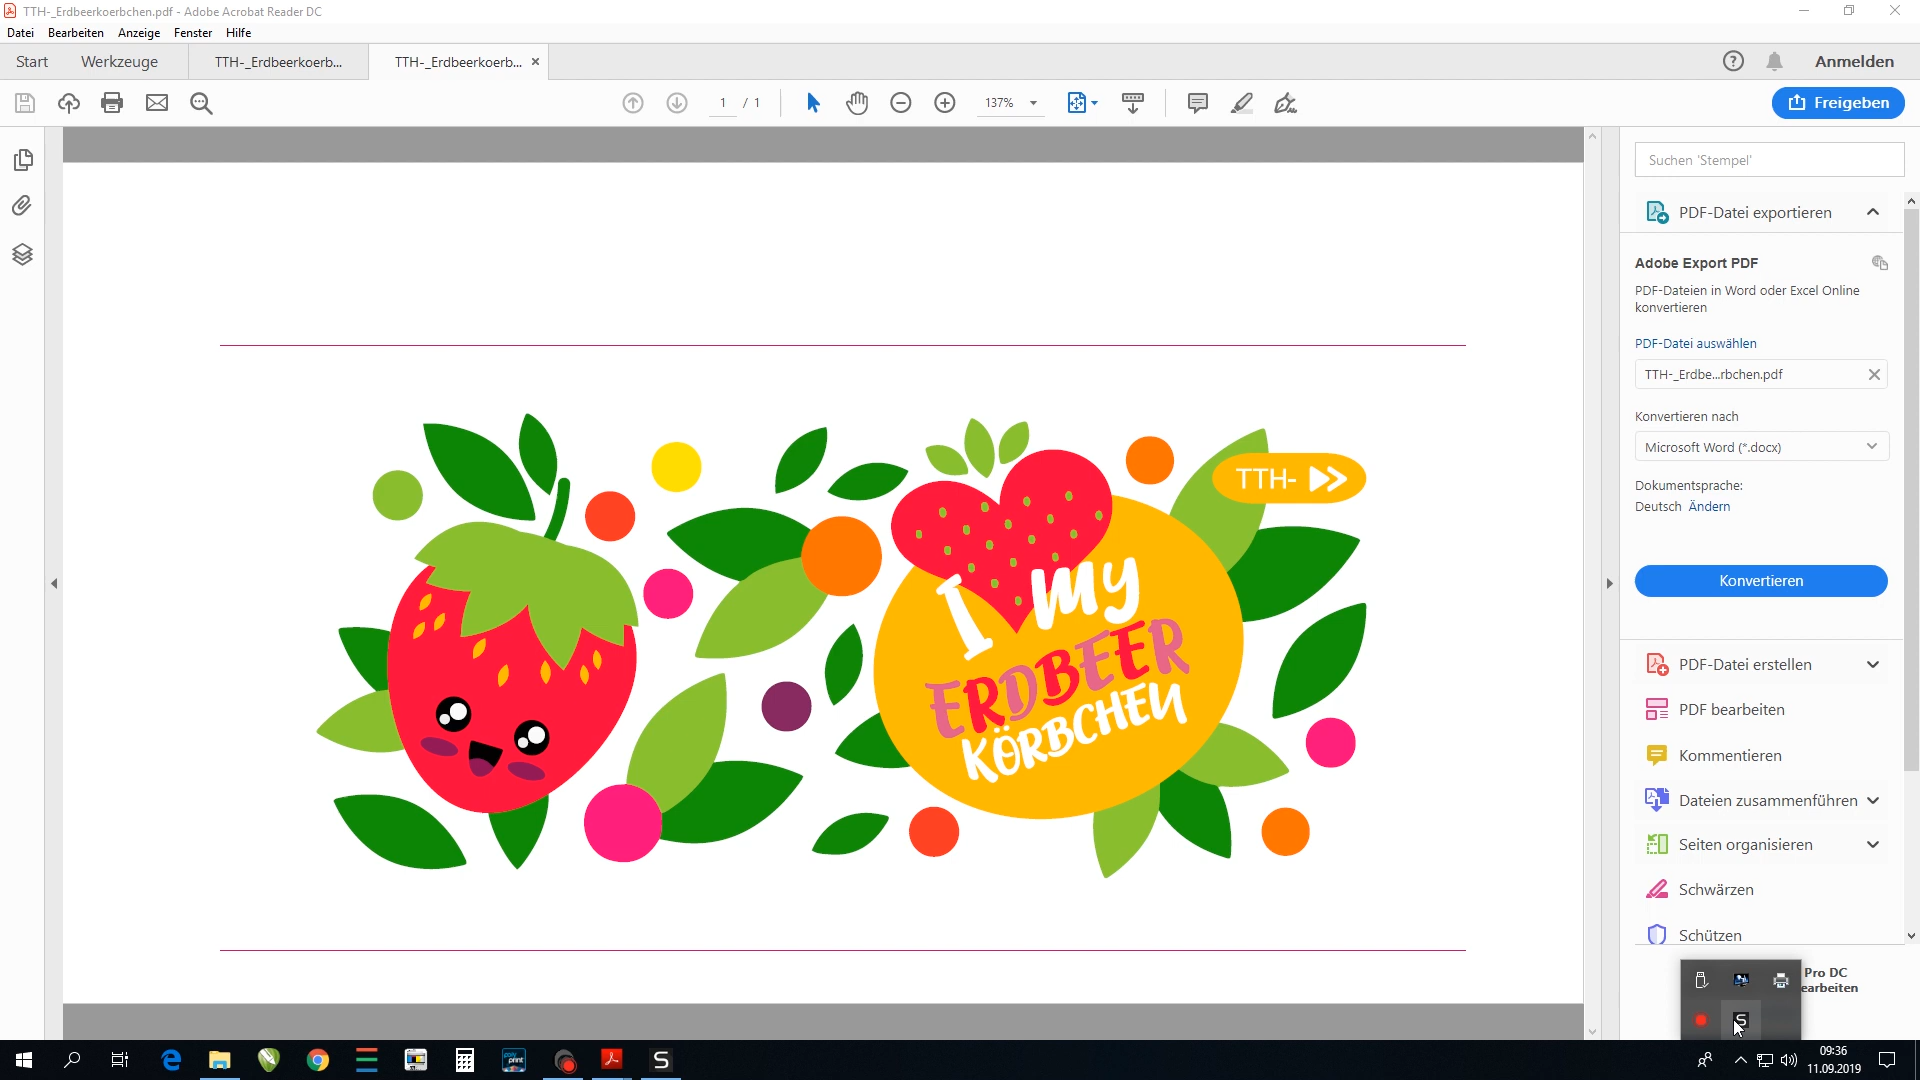 TTH-_Erdbeerkoerbchen.pdf - Adobe Acrobat Reader DC
Datei Bearbeiten Anzeige Fenster Hilfe
Start Werkzeuge TTH-_Erdbeerkoerb... TTH-_Erdbeerkoerb... × Anmelden
1 / 1 137% Freigeben
Suchen 'Stempel'
PDF-Datei exportieren
Adobe Export PDF
PDF-Dateien in Word oder Excel Online
konvertieren
PDF-Datei auswählen
TTH-_Erdbe...rbchen.pdf
Konvertieren nach
Microsoft Word (*.docx)
Dokumentsprache:
Deutsch Ändern
Konvertieren
PDF-Datei erstellen
PDF bearbeiten
Kommentieren
Dateien zusammenführen
Seiten organisieren
Schwärzen
Schützen
Pro DC
earbeiten
TTH-
I My
ERDBEER
KÖRBCHEN
09:36
11.09.2019